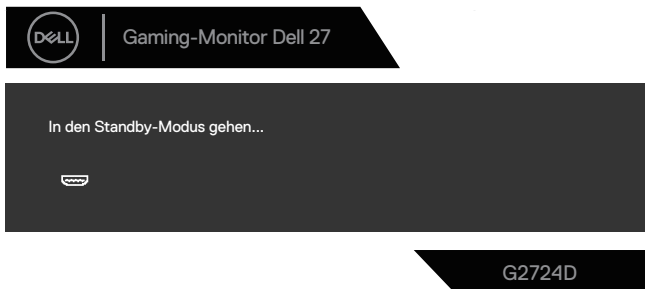 DELL
Gaming-Monitor Dell 27
In den Standby-Modus gehen...
G2724D